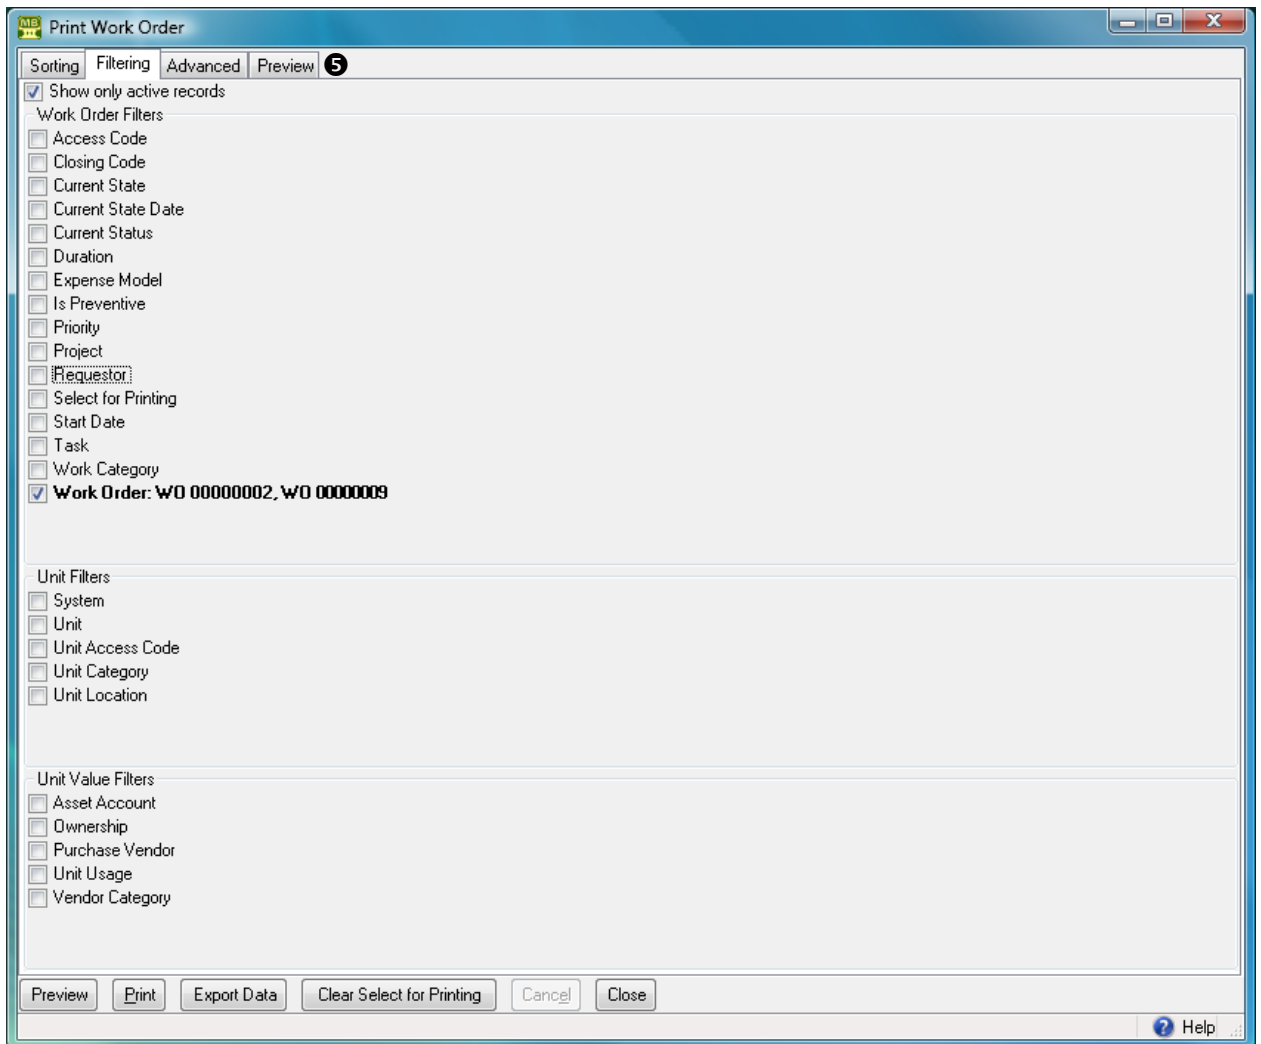 MB
Print Work Order
Sorting Filtering Advanced Preview ❺
Show only active records
Work Order Filters
Access Code
Closing Code
Current State
Current State Date
Current Status
Duration
Expense Model
Is Preventive
Priority
Project
Requestor
Select for Printing
Start Date
Task
Work Category
Work Order: WO 00000002, WO 00000009
Unit Filters
System
Unit
Unit Access Code
Unit Category
Unit Location
Unit Value Filters
Asset Account
Ownership
Purchase Vendor
Unit Usage
Vendor Category
Preview Print Export Data Clear Select for Printing Cancel Close
? Help